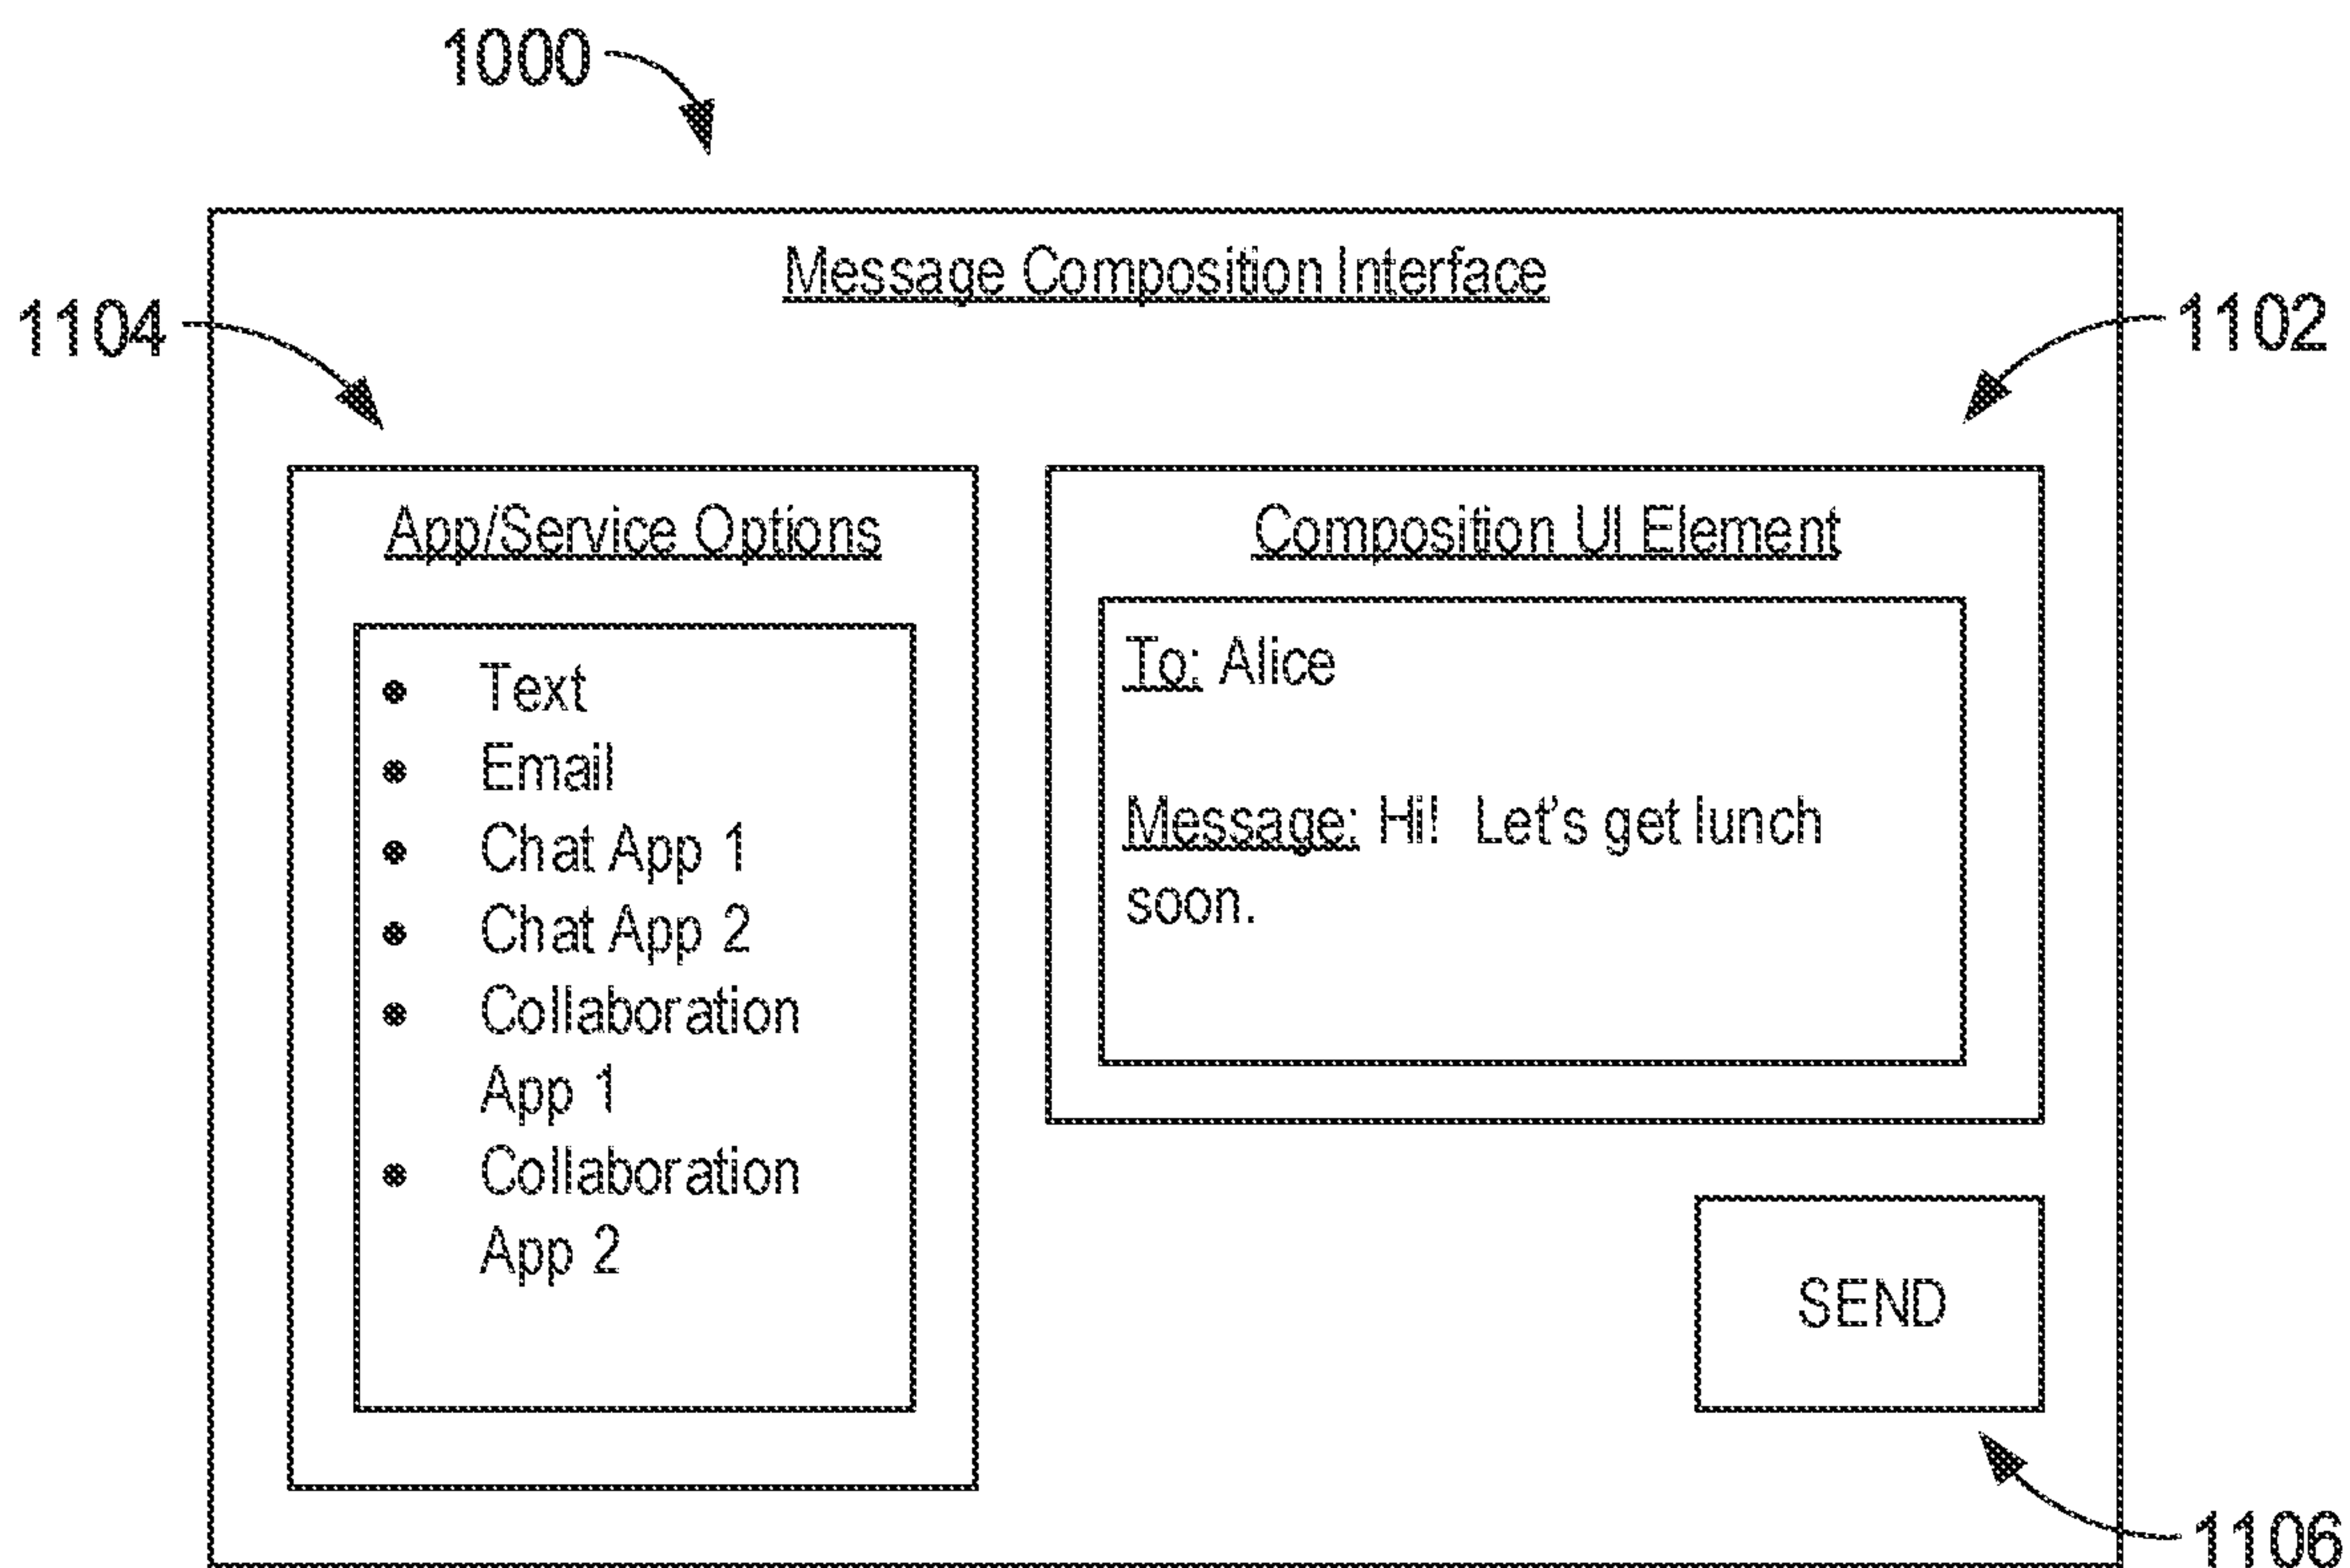 1000
Message Composition Interface
1104
1102
App/Service Options
• Text
• Email
• Chat App 1
• Chat App 2
• Collaboration
App 1
• Collaboration
App 2
Composition UI Element
To: Alice
Message: Hi! Let's get lunch
soon.
SEND
1106